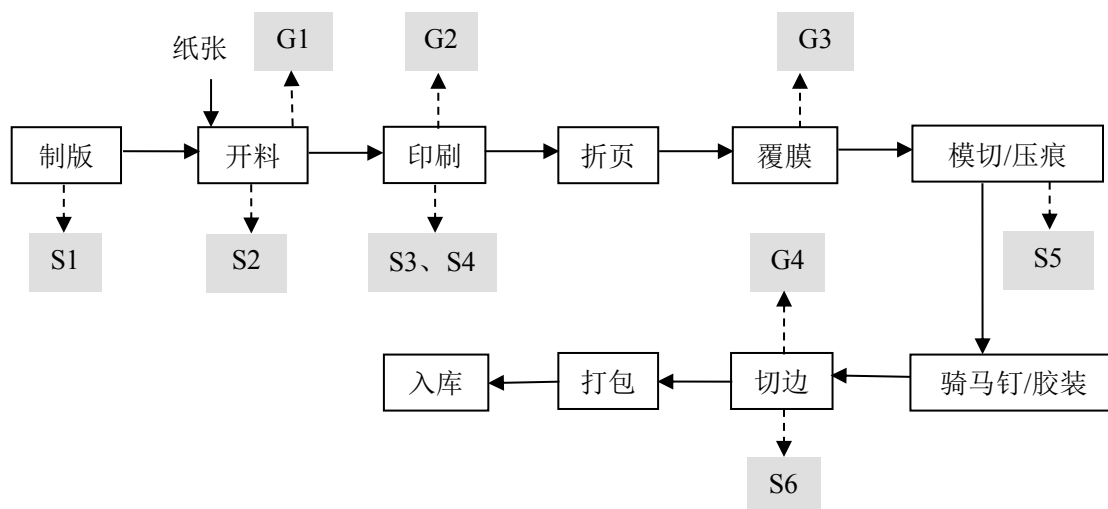 纸张
G1
G2
G3
制版
开料
印刷
折页
覆膜
模切/压痕
S1
S2
S3、S4
G4
S5
入库
打包
切边
骑马钉/胶装
S6